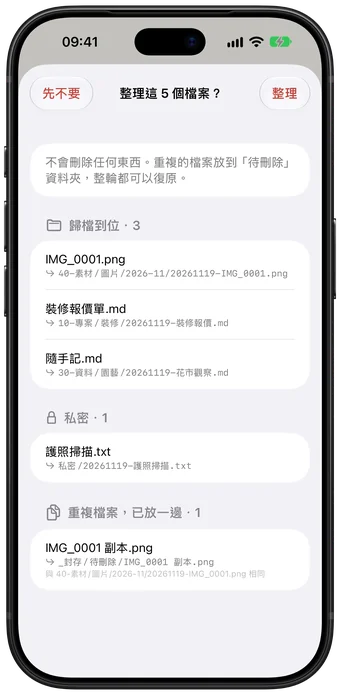 09:41
先不要
整理這 5 個檔案？
整理
不會刪除任何東西。重複的檔案放到「待刪除」
資料夾，整輪都可以復原。
歸檔到位 · 3
IMG_0001.png
↪ 40-素材/圖片/2026-11/20261119-IMG_0001.png
裝修報價單.md
↪ 10-專案/裝修/20261119-裝修報價.md
隨手記.md
↪ 30-資料/園藝/20261119-花市觀察.md
私密 · 1
護照掃描.txt
↪ 私密/20261119-護照掃描.txt
重複檔案，已放一邊 · 1
IMG_0001 副本.png
↪ _封存/待刪除/IMG_0001 副本.png
與 40-素材/圖片/2026-11/20261119-IMG_0001.png 相同